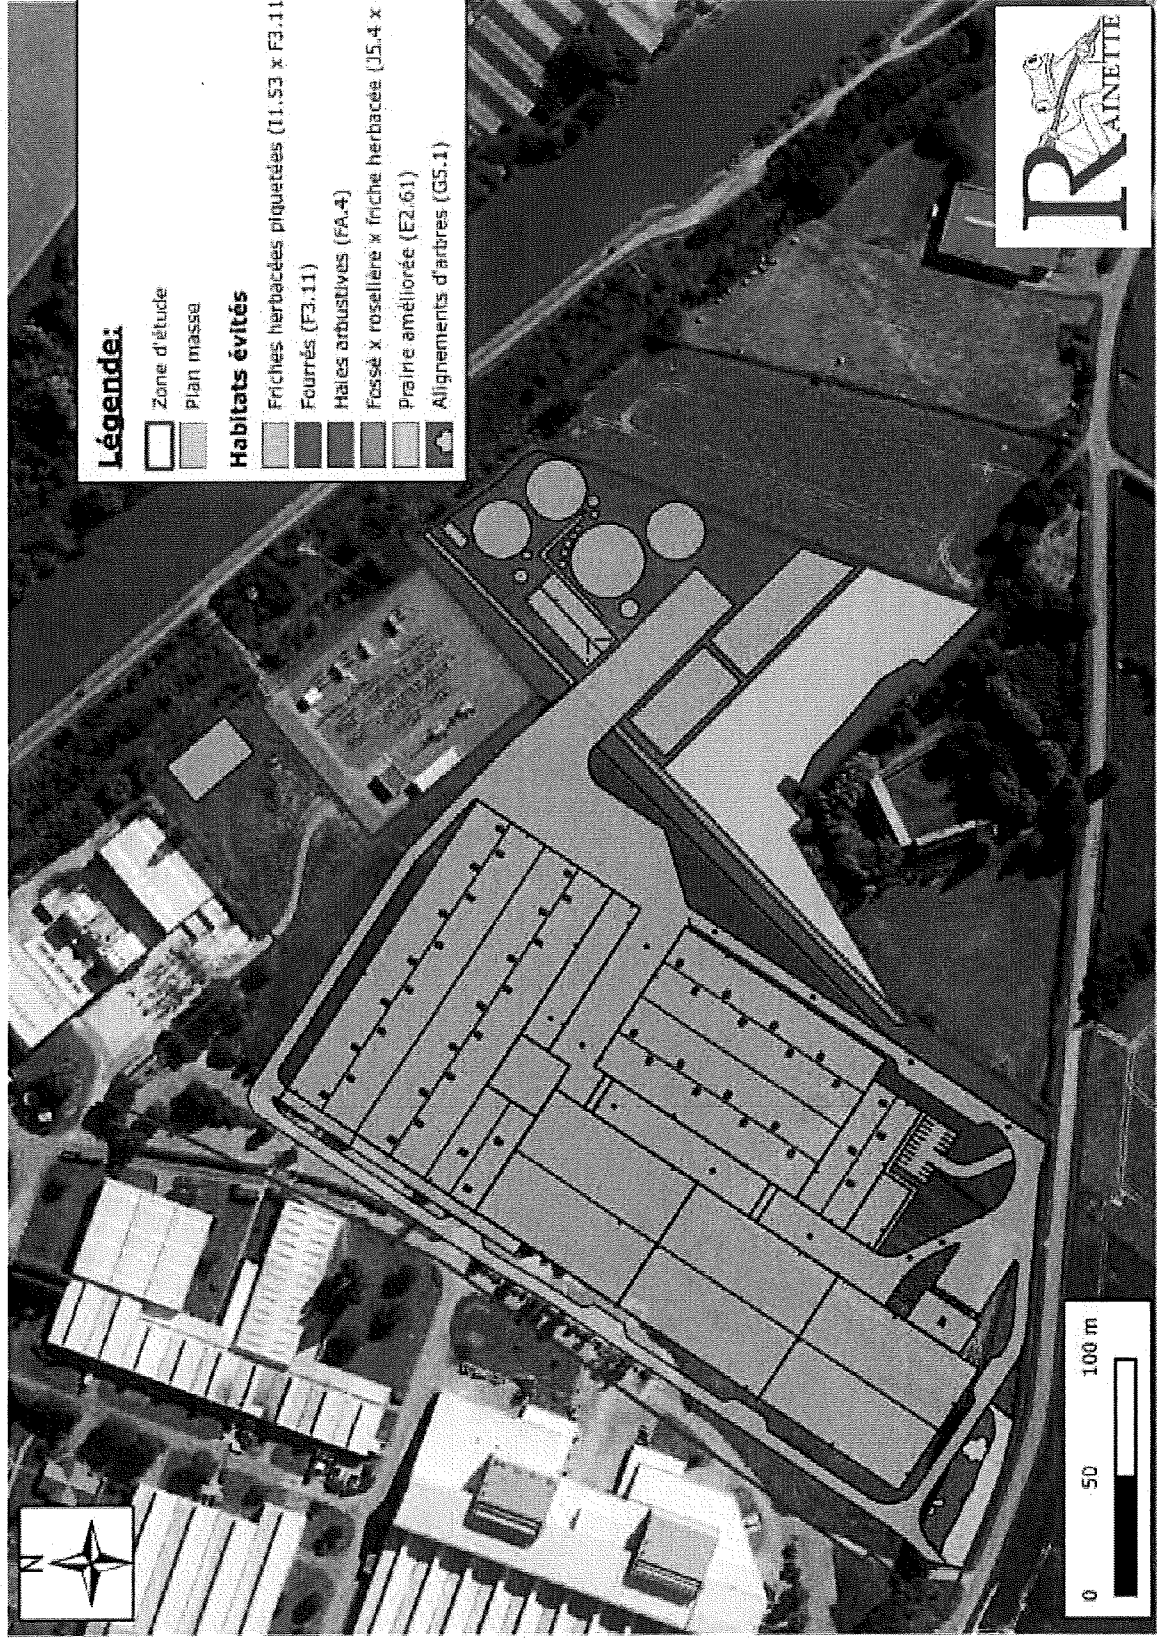 Légende:
Zone d'étude
Plan masse
Habitats évités
Friches herbacées piquetées (I1.53 x F3.11
Fourrés (F3.11)
Haies arbustives (FA.4)
Fossé x roselière x friche herbacée (J5.4 x
Prairie améliorée (E2.61)
Alignements d'arbres (G5.1)
RAINETTE
N
0 50 100 m